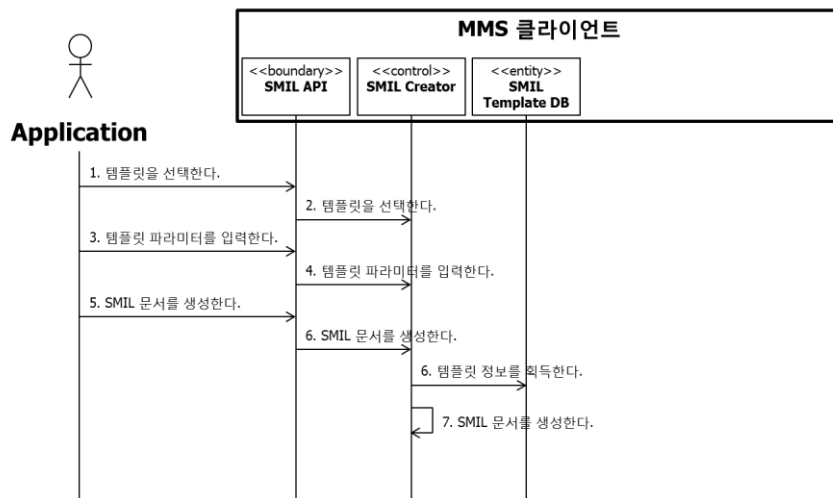 MMS 클라이언트
<<boundary>>
SMIL API
<<control>>
SMIL Creator
<<entity>>
SMIL
Template DB
Application
1. 템플릿을 선택한다.
2. 템플릿을 선택한다.
3. 템플릿 파라미터를 입력한다.
4. 템플릿 파라미터를 입력한다.
5. SMIL 문서를 생성한다.
6. SMIL 문서를 생성한다.
6. 템플릿 정보를 획득한다.
7. SMIL 문서를 생성한다.